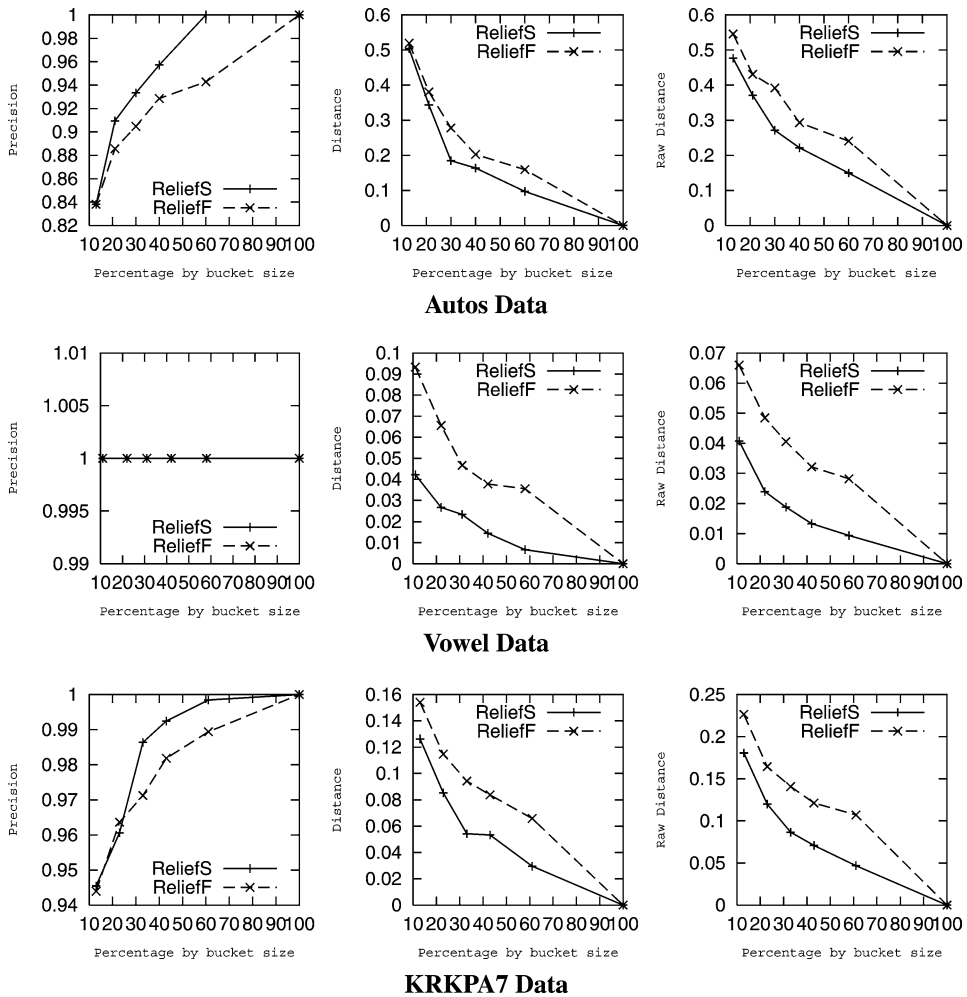 1
0.98
0.96
0.94
0.92
0.9
0.88
0.86
0.84
0.82
Precision
ReliefS
ReliefF
10 20 30 40 50 60 70 80 90 100
Percentage by bucket size
0.6
0.5
0.4
0.3
0.2
0.1
0
Distance
ReliefS
ReliefF
10 20 30 40 50 60 70 80 90 100
Percentage by bucket size
0.6
0.5
0.4
0.3
0.2
0.1
0
Raw Distance
ReliefS
ReliefF
10 20 30 40 50 60 70 80 90 100
Percentage by bucket size
Autos Data
1.01
1.005
1
0.995
0.99
Precision
ReliefS
ReliefF
10 20 30 40 50 60 70 80 90 100
Percentage by bucket size
0.1
0.09
0.08
0.07
0.06
0.05
0.04
0.03
0.02
0.01
0
Distance
ReliefS
ReliefF
10 20 30 40 50 60 70 80 90 100
Percentage by bucket size
0.07
0.06
0.05
0.04
0.03
0.02
0.01
0
Raw Distance
ReliefS
ReliefF
10 20 30 40 50 60 70 80 90 100
Percentage by bucket size
Vowel Data
1
0.99
0.98
0.97
0.96
0.95
0.94
Precision
ReliefS
ReliefF
10 20 30 40 50 60 70 80 90 100
Percentage by bucket size
0.16
0.14
0.12
0.1
0.08
0.06
0.04
0.02
0
Distance
ReliefS
ReliefF
10 20 30 40 50 60 70 80 90 100
Percentage by bucket size
0.25
0.2
0.15
0.1
0.05
0
Raw Distance
ReliefS
ReliefF
10 20 30 40 50 60 70 80 90 100
Percentage by bucket size
KRKPA7 Data